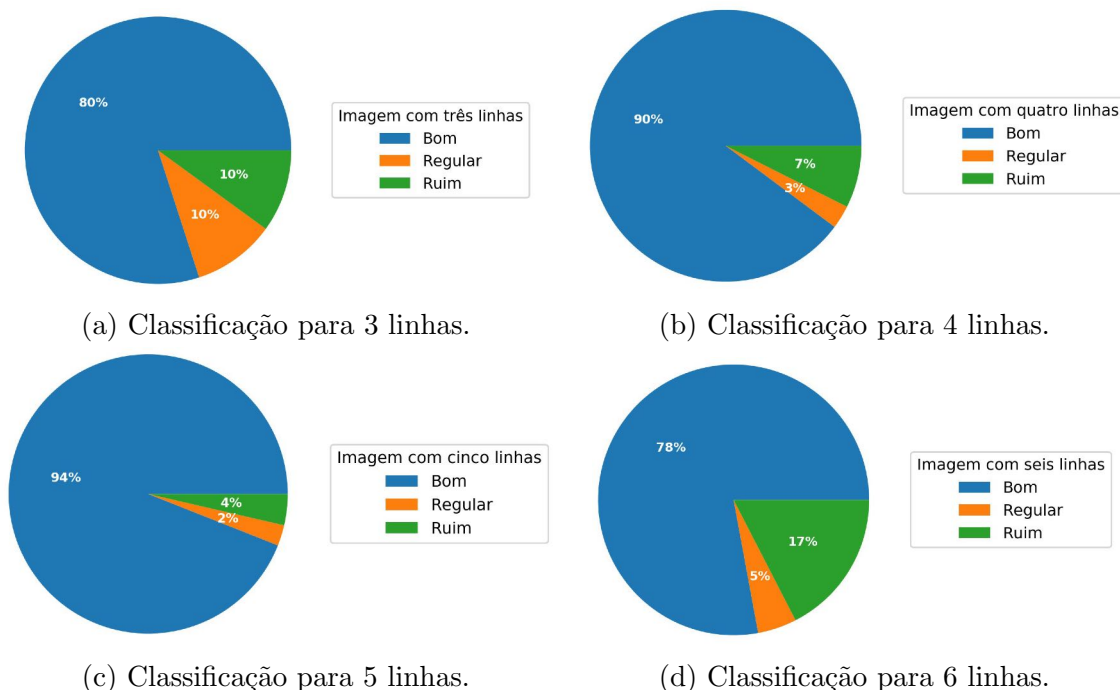 80%
10%
10%
Imagem com três linhas
Bom
Regular
Ruim
(a) Classificação para 3 linhas.
90%
7%
3%
Imagem com quatro linhas
Bom
Regular
Ruim
(b) Classificação para 4 linhas.
94%
4%
2%
Imagem com cinco linhas
Bom
Regular
Ruim
(c) Classificação para 5 linhas.
78%
17%
5%
Imagem com seis linhas
Bom
Regular
Ruim
(d) Classificação para 6 linhas.